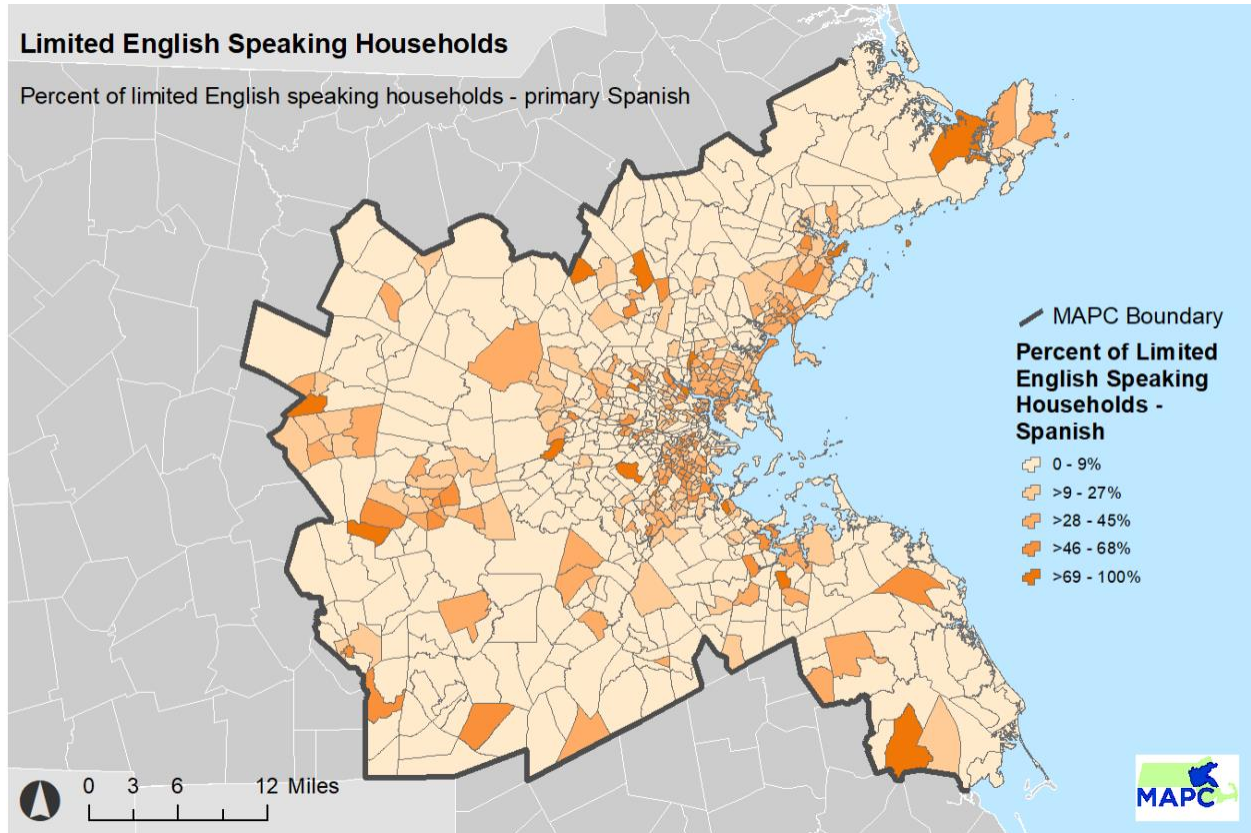 Limited English Speaking Households
Percent of limited English speaking households - primary Spanish
MAPC Boundary
Percent of Limited
English Speaking
Households -
Spanish
0 - 9%
>9 - 27%
>28 - 45%
>46 - 68%
>69 - 100%
0 3 6 12 Miles
MAPC